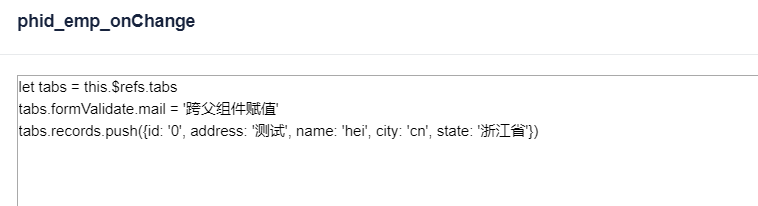 phid_emp_onChange
let tabs = this.$refs.tabs
tabs.formValidate.mail = '跨父组件赋值'
tabs.records.push({id: '0', address: '测试', name: 'hei', city: 'cn', state: '浙江省'})